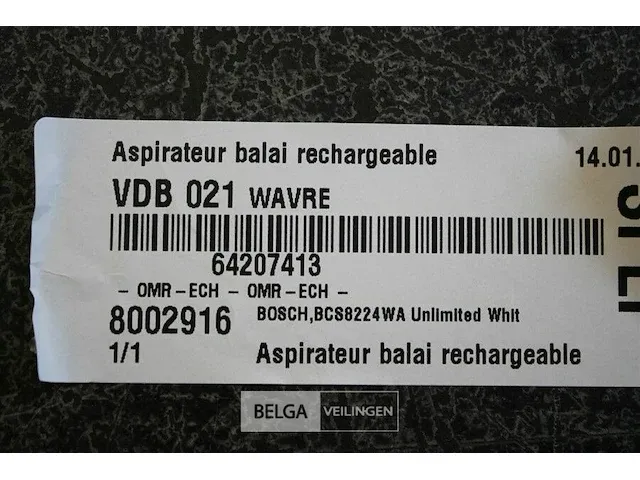 Aspirateur balai rechargeable 14.01.
VDB 021 WAVRE
64207413
- OMR-ECH - OMR-ECH -
8002916 BOSCH,BCS8224WA Unlimited Whit
1/1 Aspirateur balai rechargeable
BELGA VEILINGEN